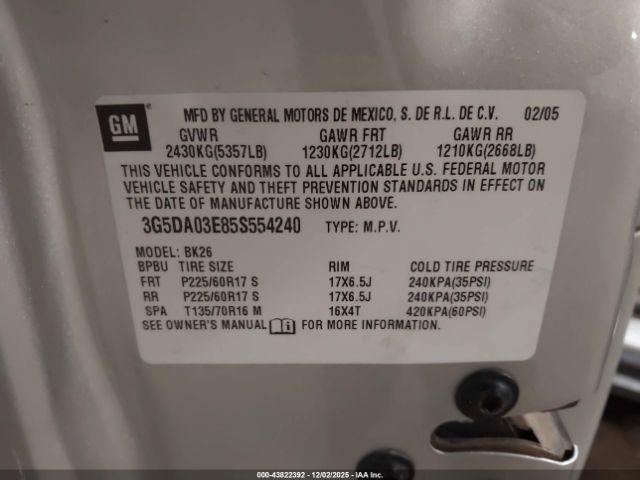 GM
MFD BY GENERAL MOTORS DE MEXICO, S. DE R.L. DE C.V. 02/05
GVWR GAWR FRT GAWR RR
2430KG(5357LB) 1230KG(2712LB) 1210KG(2668LB)
THIS VEHICLE CONFORMS TO ALL APPLICABLE U.S. FEDERAL MOTOR
VEHICLE SAFETY AND THEFT PREVENTION STANDARDS IN EFFECT ON
THE DATE OF MANUFACTURE SHOWN ABOVE.
3G5DA03E85S554240 TYPE: M.P.V.
MODEL: BK26
BPBU TIRE SIZE RIM COLD TIRE PRESSURE
FRT P225/60R17 S 17X6.5J 240KPA(35PSI)
RR P225/60R17 S 17X6.5J 240KPA(35PSI)
SPA T135/70R16 M 16X4T 420KPA(60PSI)
SEE OWNER'S MANUAL FOR MORE INFORMATION.
000-43822392 - 12/02/2025 - IAA Inc.